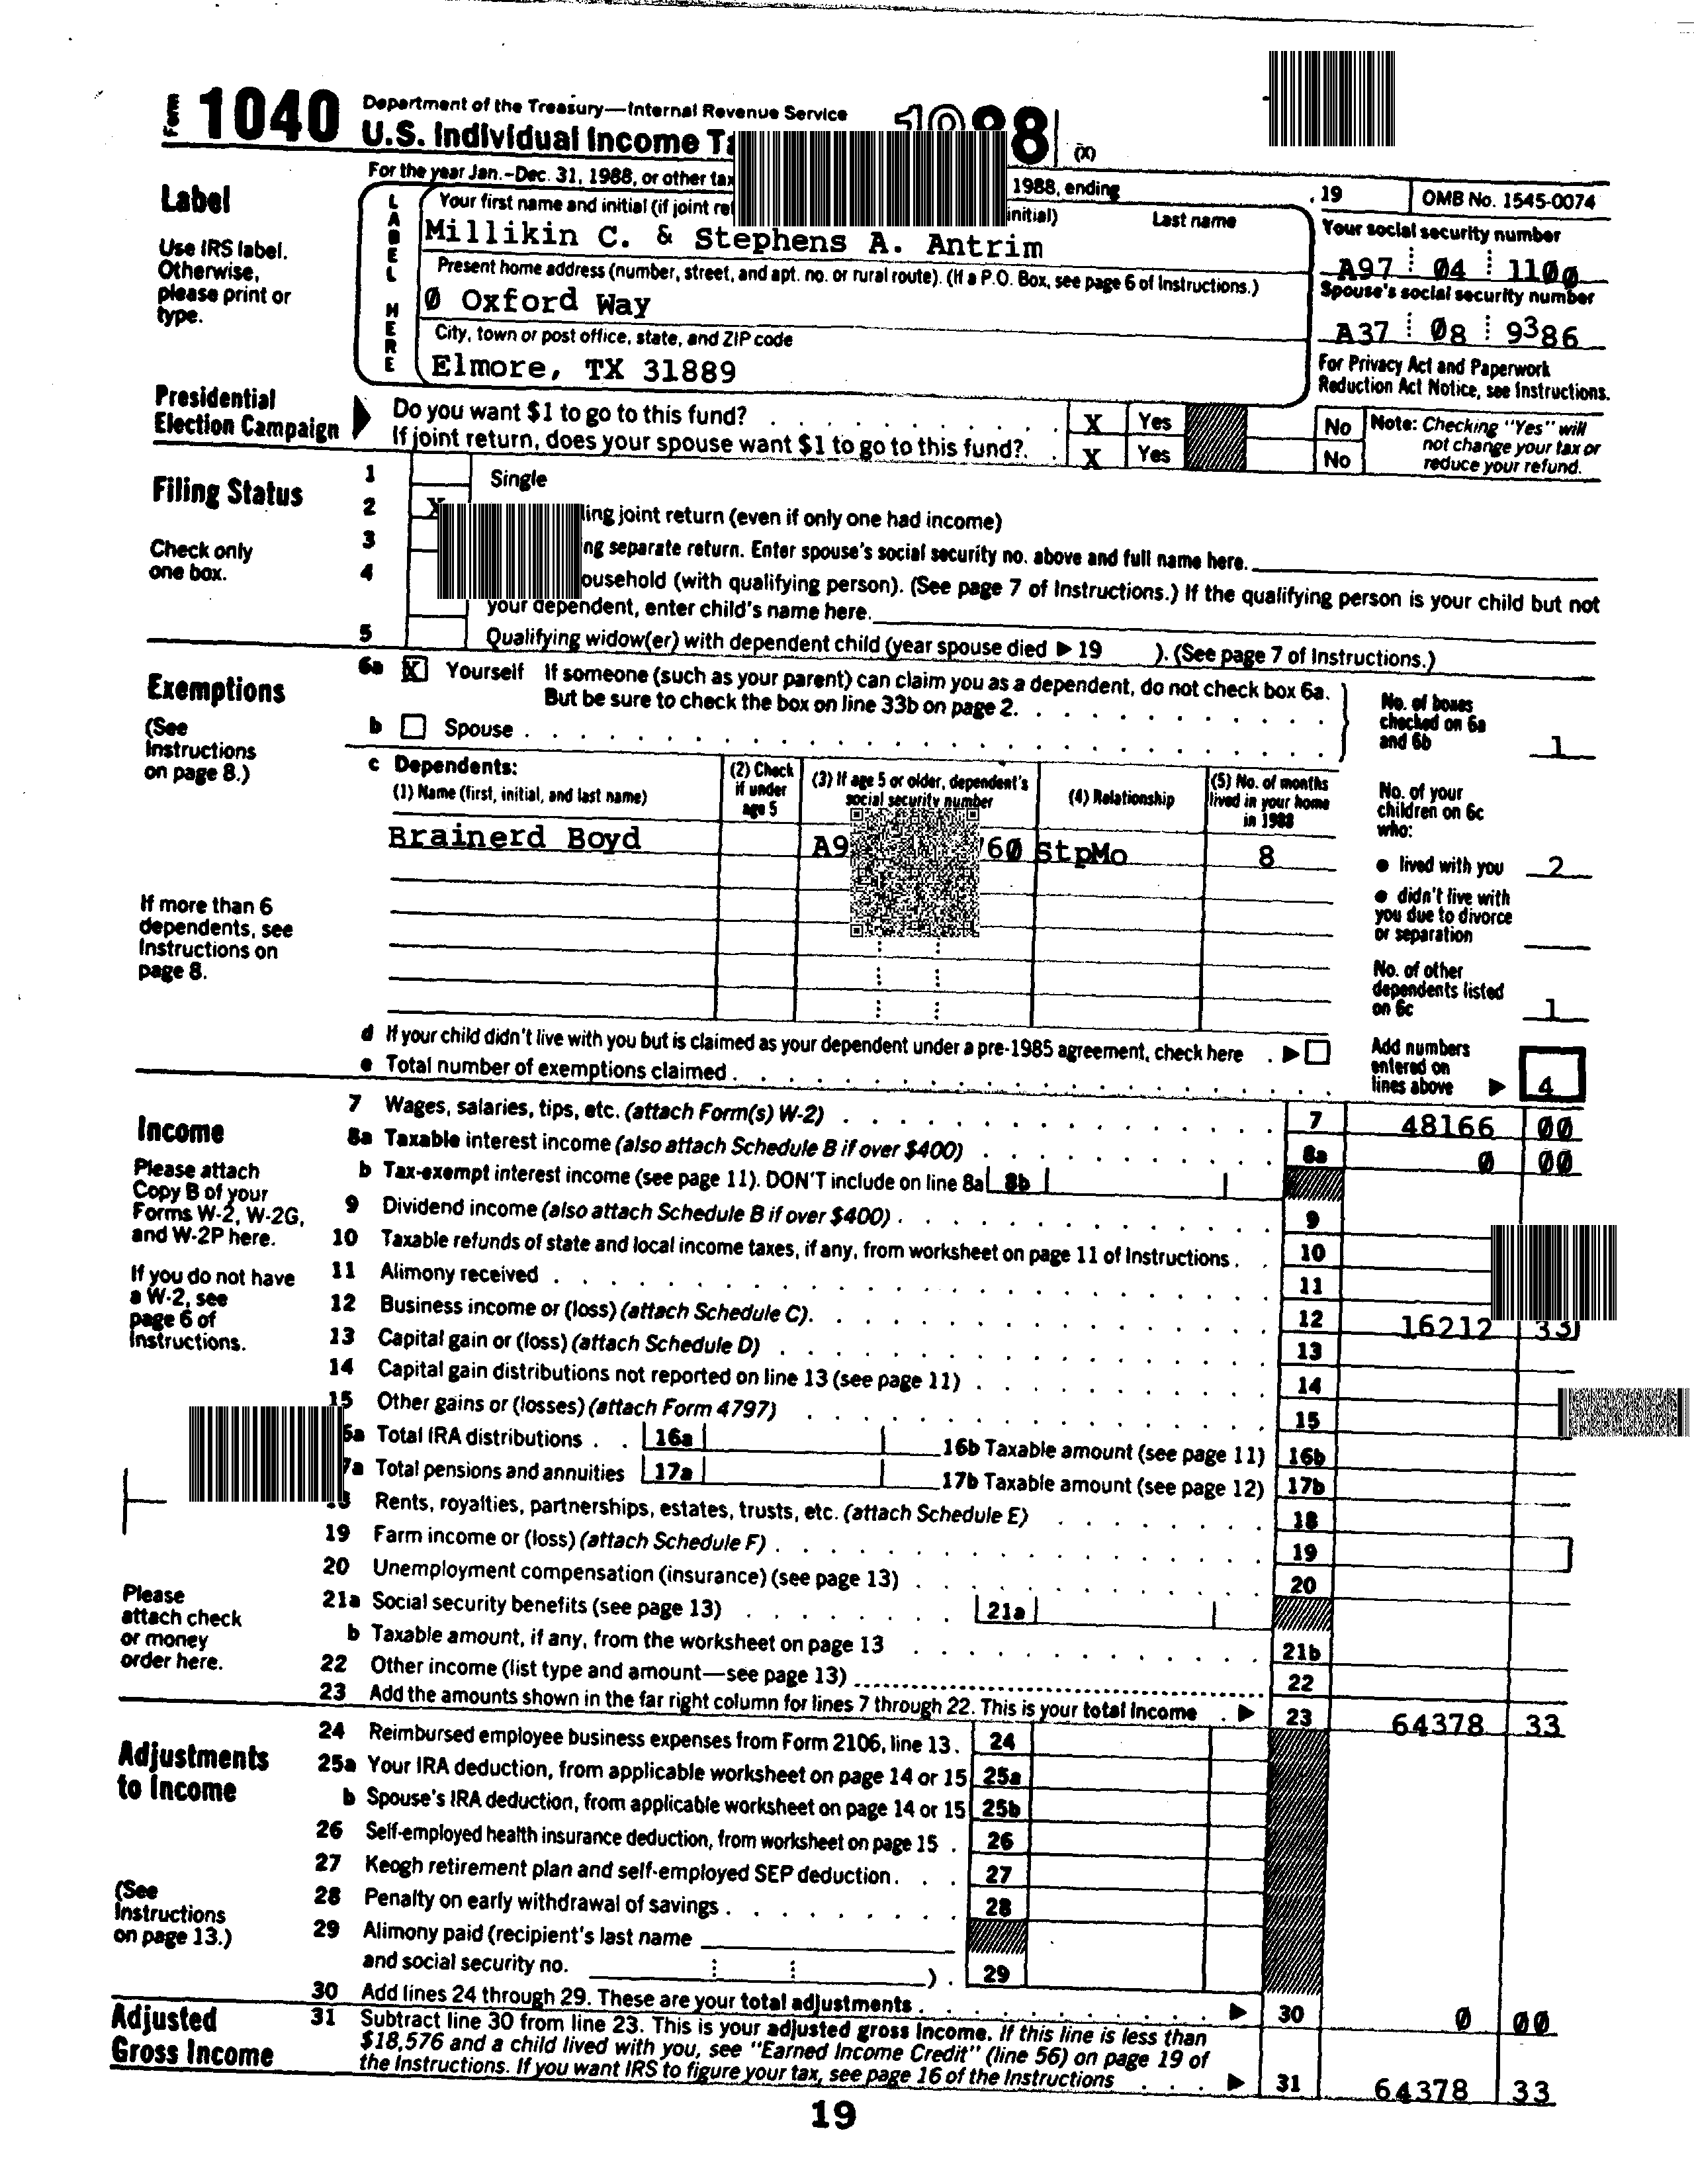 Form 1040 Department of the Treasury—Internal Revenue Service
U.S. Individual Income 1988 (X)
For the year Jan.–Dec. 31, 1988, or other 1988, ending , 19 OMB No. 1545-0074
Label
Use IRS label.
Otherwise,
please print or
type.
LABEL HERE
Your first name and initial (if joint initial) Last name
Millikin C. & Stephens A. Antrim
Your social security number
A97 04 1100
Present home address (number, street, and apt. no. or rural route). (If a P.O. Box, see page 6 of Instructions.)
0 Oxford Way
Spouse's social security number
A37 08 9386
City, town or post office, state, and ZIP code
Elmore, TX 31889
For Privacy Act and Paperwork
Reduction Act Notice, see Instructions.
Presidential
Election Campaign
Do you want $1 to go to this fund? X Yes No
If joint return, does your spouse want $1 to go to this fund? X Yes No
Note: Checking "Yes" will
not change your tax or
reduce your refund.
Filing Status
Check only
one box.
1 Single
2 X joint return (even if only one had income)
3 separate return. Enter spouse's social security no. above and full name here.
4 (with qualifying person). (See page 7 of Instructions.) If the qualifying person is your child but not
your dependent, enter child's name here.
5 Qualifying widow(er) with dependent child (year spouse died ▶ 19 ). (See page 7 of Instructions.)
Exemptions
(See
Instructions
on page 8.)
6a X Yourself If someone (such as your parent) can claim you as a dependent, do not check box 6a.
But be sure to check the box on line 33b on page 2.
b Spouse
No. of boxes
checked on 6a
and 6b 1
c Dependents:
(1) Name (first, initial, and last name)
(2) Check
if under
age 5
(3) If age 5 or older, dependent's
social security number
(4) Relationship
(5) No. of months
lived in your home
in 1988
Brainerd Boyd A9 60 StpMo 8
No. of your
children on 6c
who:
● lived with you 2
● didn't live with
you due to divorce
or separation
No. of other
dependents listed
on 6c 1
If more than 6
dependents, see
Instructions on
page 8.
d If your child didn't live with you but is claimed as your dependent under a pre-1985 agreement, check here ▶
e Total number of exemptions claimed
Add numbers
entered on
lines above ▶ 4
Income
Please attach
Copy B of your
Forms W-2, W-2G,
and W-2P here.
If you do not have
a W-2, see
page 6 of
Instructions.
Please
attach check
or money
order here.
7 Wages, salaries, tips, etc. (attach Form(s) W-2) 7 48166 00
8a Taxable interest income (also attach Schedule B if over $400) 8a 0 00
b Tax-exempt interest income (see page 11). DON'T include on line 8a 8b
9 Dividend income (also attach Schedule B if over $400) 9
10 Taxable refunds of state and local income taxes, if any, from worksheet on page 11 of Instructions 10
11 Alimony received 11
12 Business income or (loss) (attach Schedule C) 12 16212 33
13 Capital gain or (loss) (attach Schedule D) 13
14 Capital gain distributions not reported on line 13 (see page 11) 14
15 Other gains or (losses) (attach Form 4797) 15
Total IRA distributions 16a 16b Taxable amount (see page 11) 16b
Total pensions and annuities 17a 17b Taxable amount (see page 12) 17b
Rents, royalties, partnerships, estates, trusts, etc. (attach Schedule E) 18
19 Farm income or (loss) (attach Schedule F) 19
20 Unemployment compensation (insurance) (see page 13) 20
21a Social security benefits (see page 13) 21a
b Taxable amount, if any, from the worksheet on page 13 21b
22 Other income (list type and amount—see page 13) 22
23 Add the amounts shown in the far right column for lines 7 through 22. This is your total income ▶ 23 64378 33
Adjustments
to Income
(See
Instructions
on page 13.)
24 Reimbursed employee business expenses from Form 2106, line 13 24
25a Your IRA deduction, from applicable worksheet on page 14 or 15 25a
b Spouse's IRA deduction, from applicable worksheet on page 14 or 15 25b
26 Self-employed health insurance deduction, from worksheet on page 15 26
27 Keogh retirement plan and self-employed SEP deduction 27
28 Penalty on early withdrawal of savings 28
29 Alimony paid (recipient's last name
and social security no. ) 29
30 Add lines 24 through 29. These are your total adjustments ▶ 30 0 00
Adjusted
Gross Income
31 Subtract line 30 from line 23. This is your adjusted gross income. If this line is less than
$18,576 and a child lived with you, see "Earned Income Credit" (line 56) on page 19 of
the Instructions. If you want IRS to figure your tax, see page 16 of the Instructions ▶ 31 64378 33
19